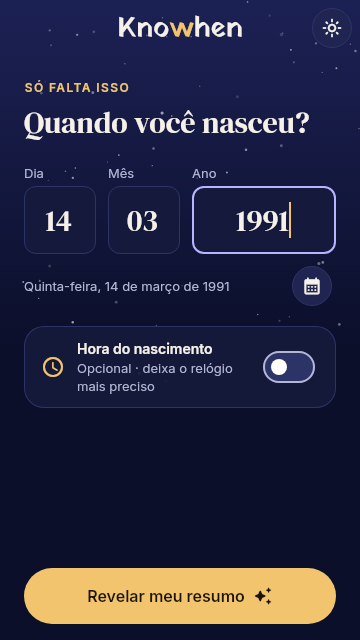 Knowhen
SÓ FALTA ISSO
Quando você nasceu?
Dia Mês Ano
14 03 1991
Quinta-feira, 14 de março de 1991
Hora do nascimento
Opcional · deixa o relógio
mais preciso
Revelar meu resumo